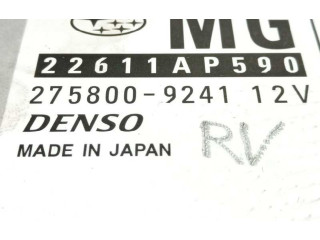 MG
22611AP590
275800-9241 12V
DENSO
MADE IN JAPAN RV